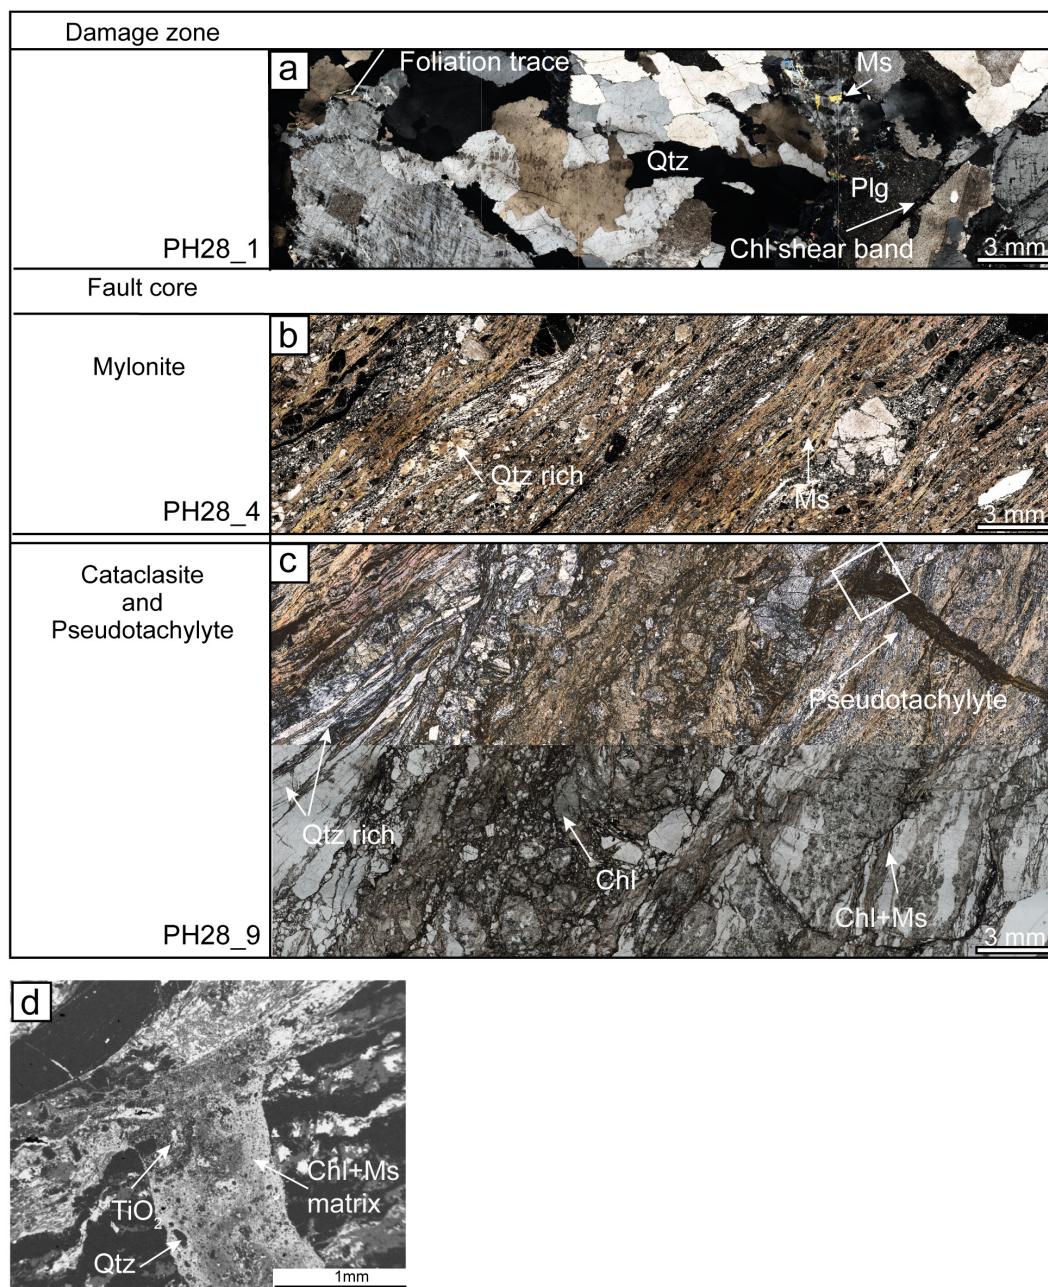 Damage zone
a
Foliation trace
Ms
Qtz
Plg
Chl shear band
3 mm
PH28_1
Fault core
b
Mylonite
Qtz rich
Ms
3 mm
PH28_4
c
Cataclasite
and
Pseudotachylyte
Pseudotachylyte
Qtz rich
Chl
Chl+Ms
3 mm
PH28_9
d
Chl+Ms
matrix
TiO₂
Qtz
1mm